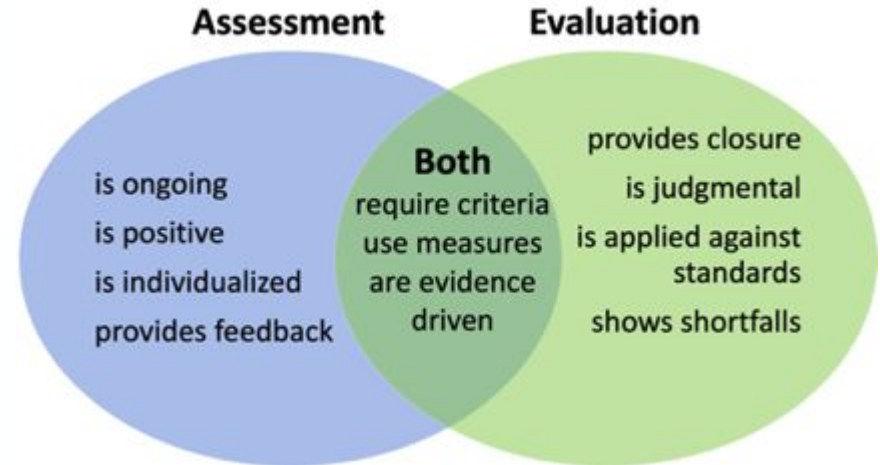 Assessment
Evaluation
is ongoing
is positive
is individualized
provides feedback
Both
require criteria
use measures
are evidence
driven
provides closure
is judgmental
is applied against
standards
shows shortfalls